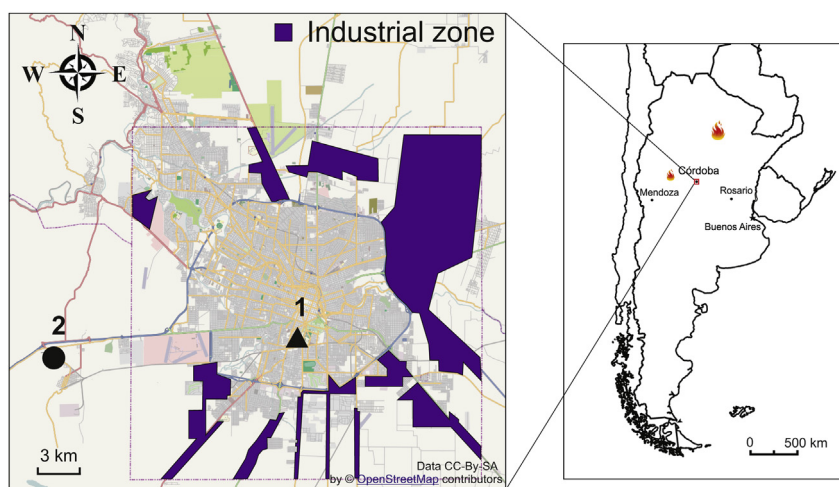 N
W E
S
Industrial zone
1
2
3 km
Data CC-By-SA
by © OpenStreetMap contributors
Córdoba
Mendoza
Rosario
Buenos Aires
0 500 km